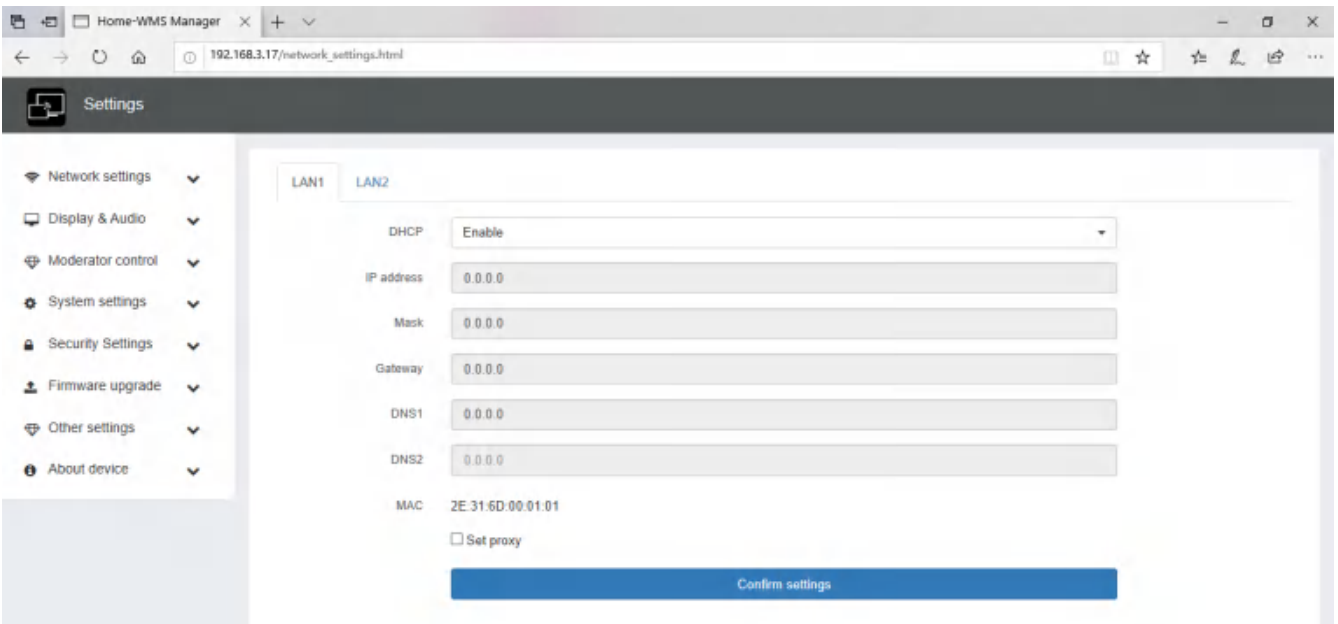 Home-WMS Manager
192.168.3.17/network_settings.html
Settings
Network settings
Display & Audio
Moderator control
System settings
Security Settings
Firmware upgrade
Other settings
About device
LAN1 LAN2
DHCP Enable
IP address 0.0.0.0
Mask 0.0.0.0
Gateway 0.0.0.0
DNS1 0.0.0.0
DNS2 0.0.0.0
MAC 2E:31:6D:00:01:01
Set proxy
Confirm settings